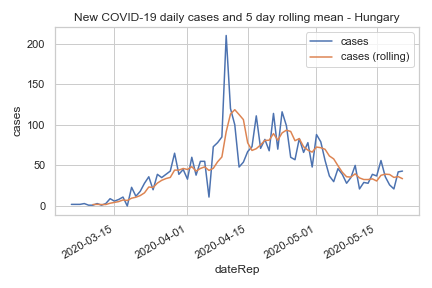 New COVID-19 daily cases and 5 day rolling mean - Hungary
cases
cases (rolling)
200
150
100
50
0
cases
2020-03-15
2020-04-01
2020-04-15
2020-05-01
2020-05-15
dateRep